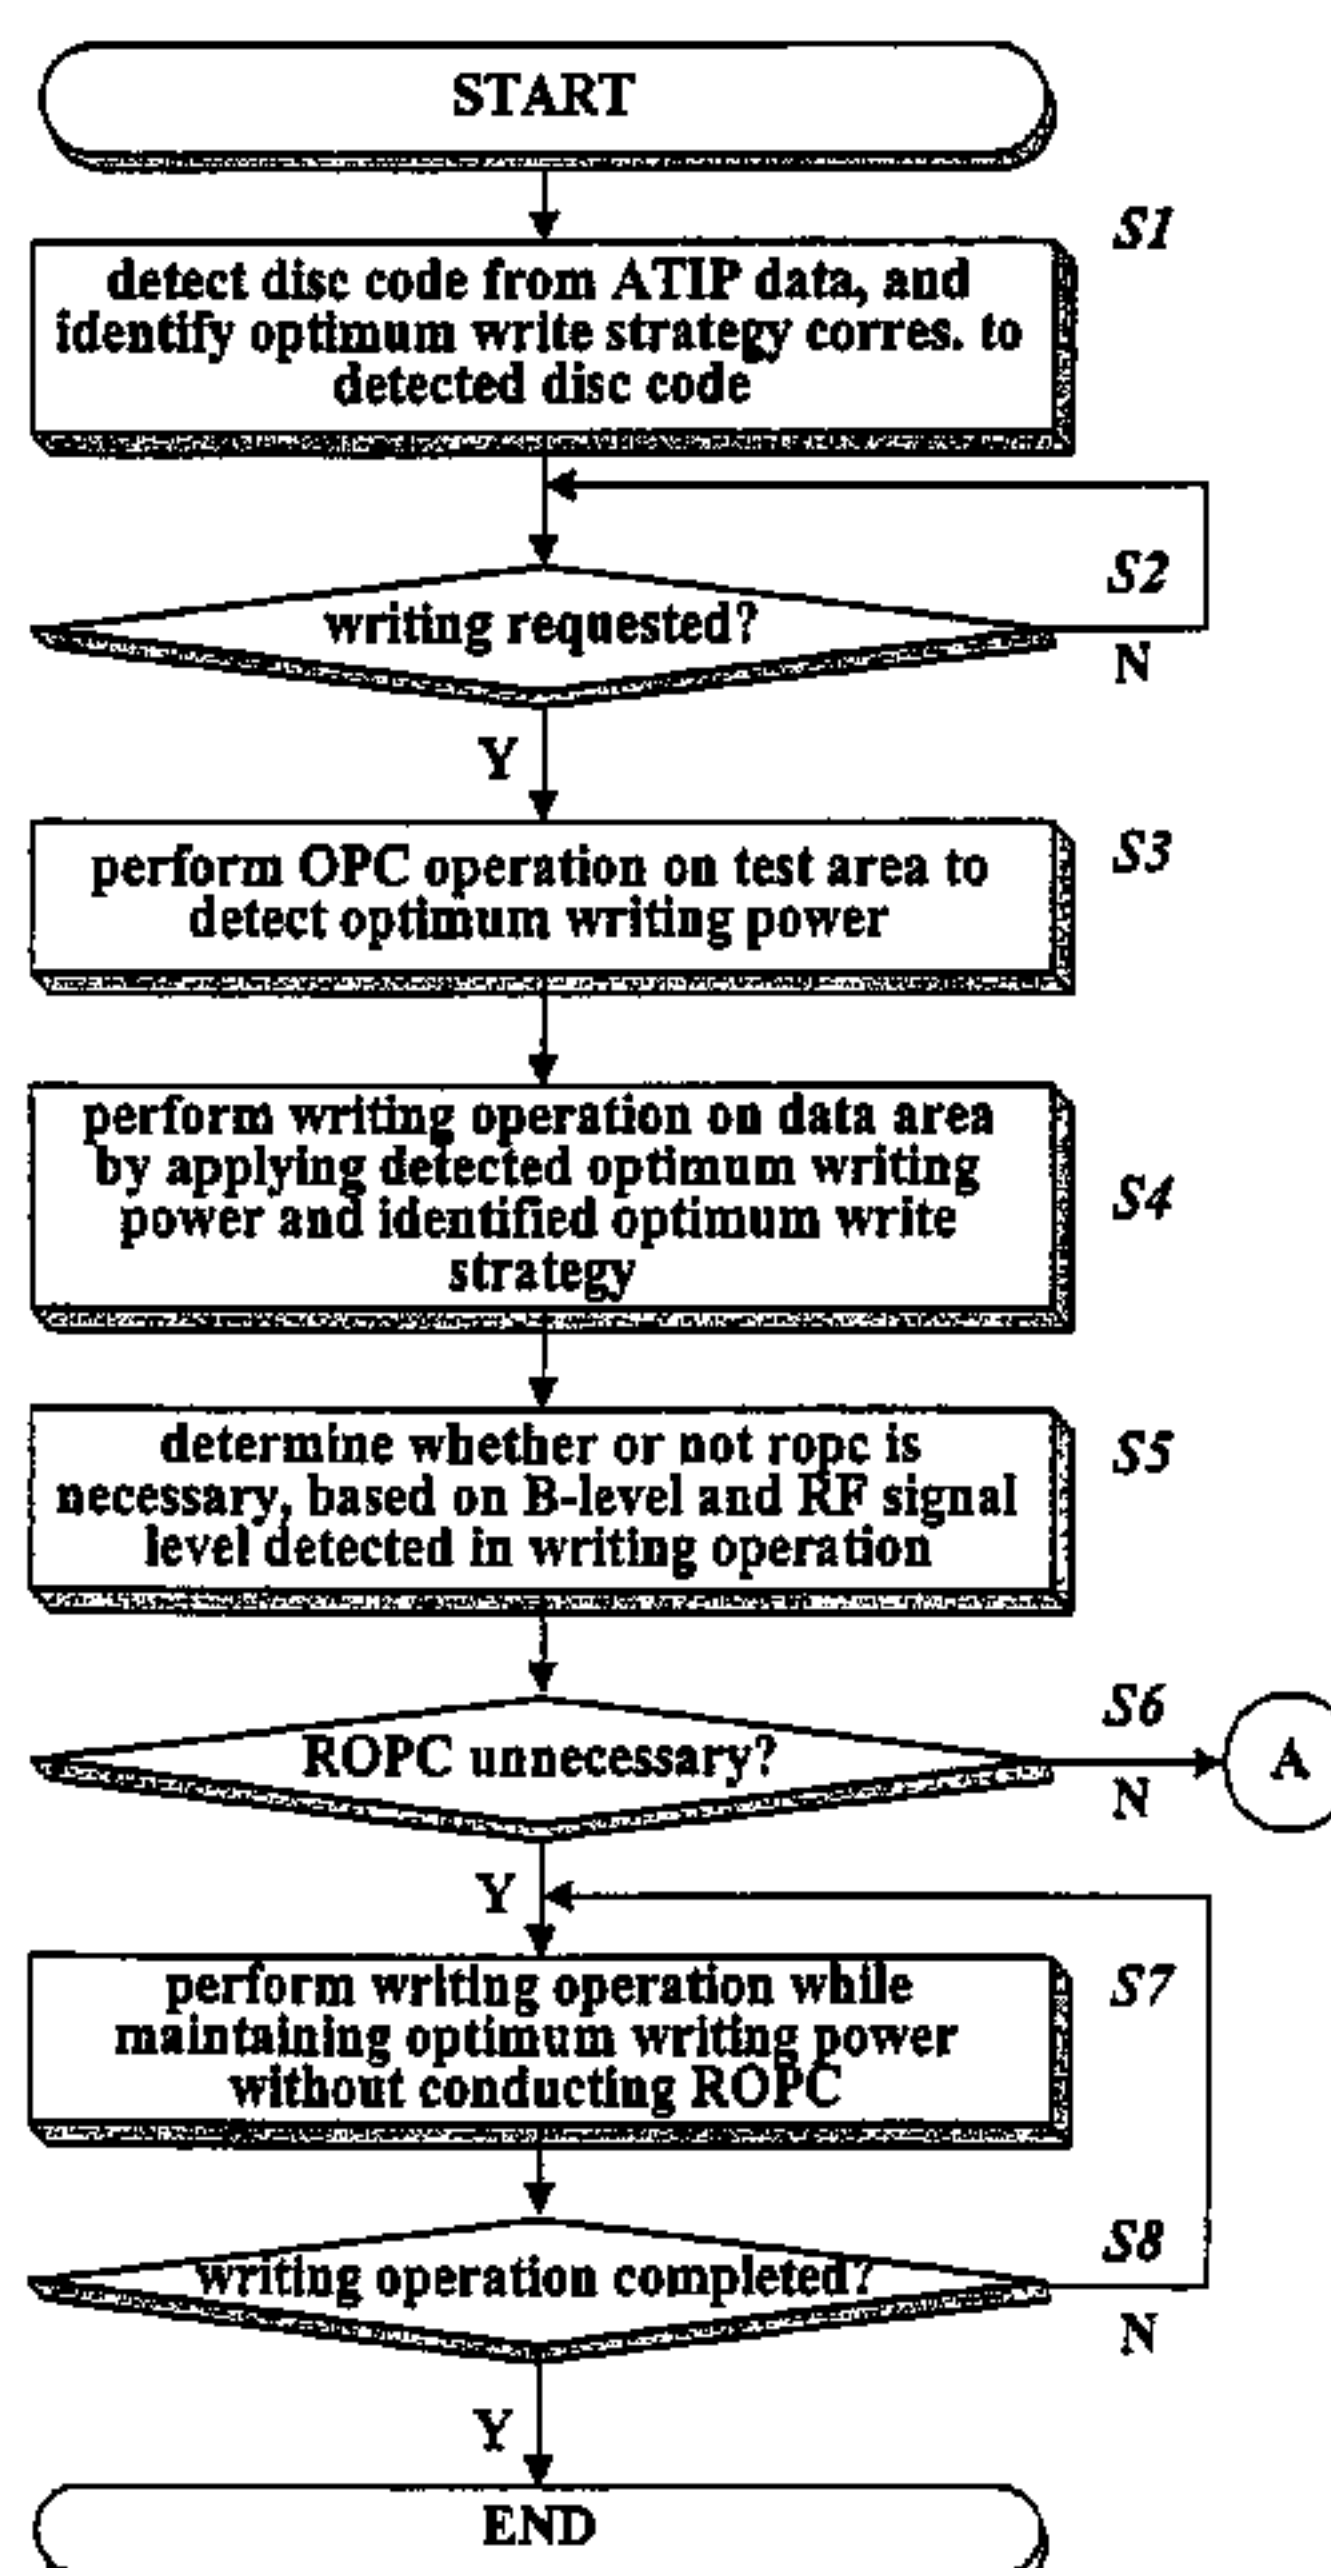 START
S1
detect disc code from ATIP data, and
identify optimum write strategy corres. to
detected disc code
S2
writing requested?
N
Y
S3
perform OPC operation on test area to
detect optimum writing power
perform writing operation on data area
by applying detected optimum writing
power and identified optimum write
strategy
S4
determine whether or not ropc is
necessary, based on B-level and RF signal
level detected in writing operation
S5
S6
ROPC unnecessary?
A
N
Y
perform writing operation while
maintaining optimum writing power
without conducting ROPC
S7
S8
writing operation completed?
N
Y
END